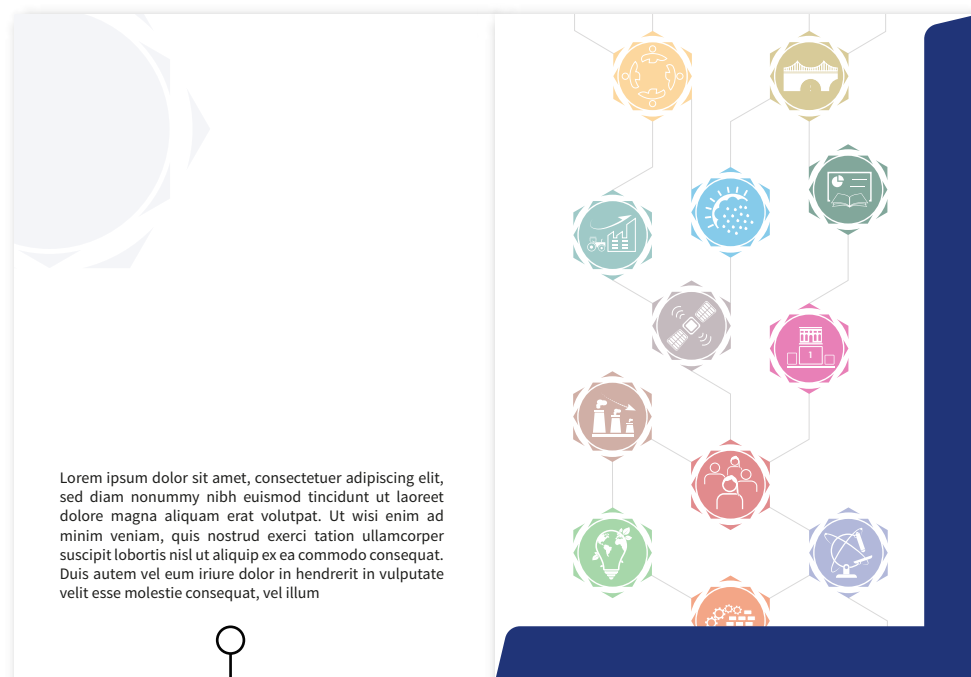 Lorem ipsum dolor sit amet, consectetuer adipiscing elit,
sed diam nonummy nibh euismod tincidunt ut laoreet
dolore magna aliquam erat volutpat. Ut wisi enim ad
minim veniam, quis nostrud exerci tation ullamcorper
suscipit lobortis nisl ut aliquip ex ea commodo consequat.
Duis autem vel eum iriure dolor in hendrerit in vulputate
velit esse molestie consequat, vel illum
1